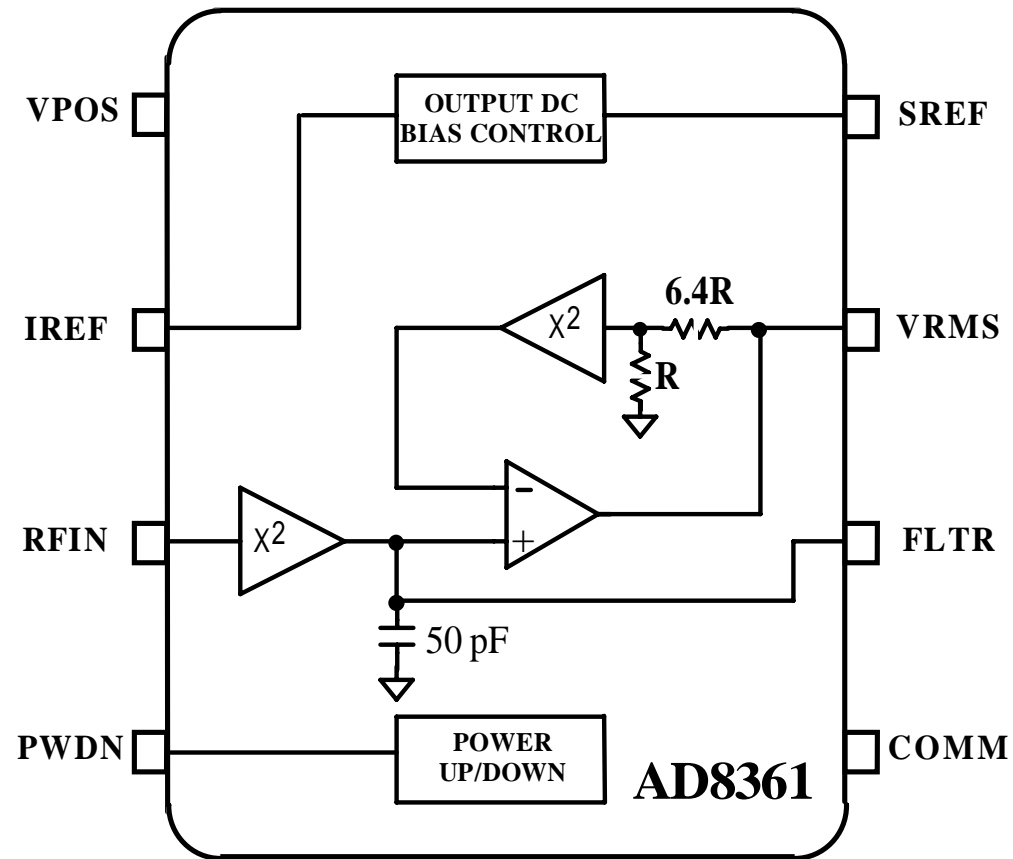 VPOS
OUTPUT DC
BIAS CONTROL
SREF
IREF
X²
6.4R
R
VRMS
RFIN
X²
−
+
FLTR
50 pF
PWDN
POWER
UP/DOWN
AD8361
COMM